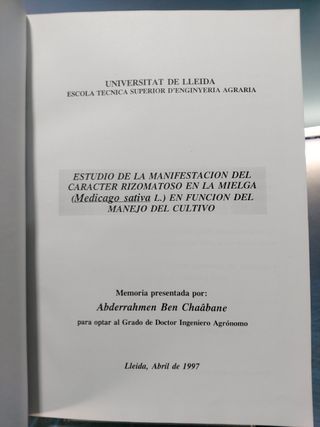 UNIVERSITAT DE LLEIDA
ESCOLA TECNICA SUPERIOR D'ENGINYERIA AGRARIA
ESTUDIO DE LA MANIFESTACION DEL
CARACTER RIZOMATOSO EN LA MIELGA
(Medicago sativa L.) EN FUNCION DEL
MANEJO DEL CULTIVO
Memoria presentada por:
Abderrahmen Ben Chaâbane
para optar al Grado de Doctor Ingeniero Agrónomo
Lleida, Abril de 1997